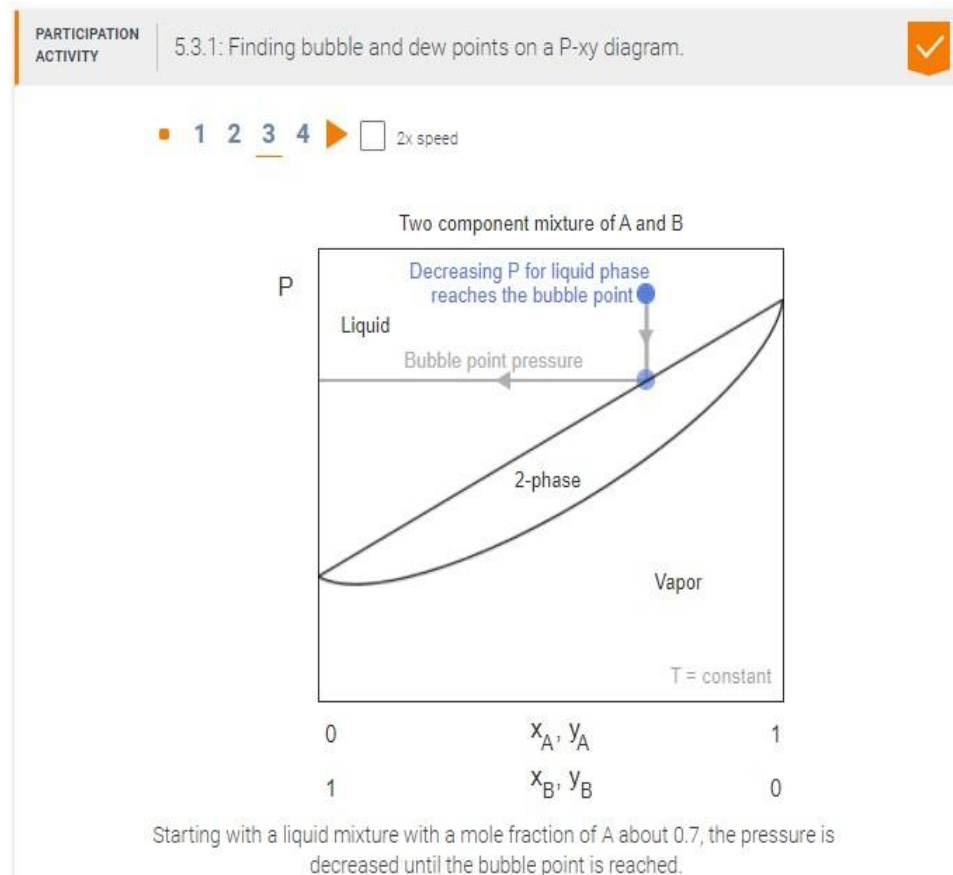 PARTICIPATION
ACTIVITY
5.3.1: Finding bubble and dew points on a P-xy diagram.
1 2 3 4
2x speed
Two component mixture of A and B
P
Decreasing P for liquid phase
reaches the bubble point
Liquid
Bubble point pressure
2-phase
Vapor
T = constant
0 xA, yA 1
1 xB, yB 0
Starting with a liquid mixture with a mole fraction of A about 0.7, the pressure is
decreased until the bubble point is reached.